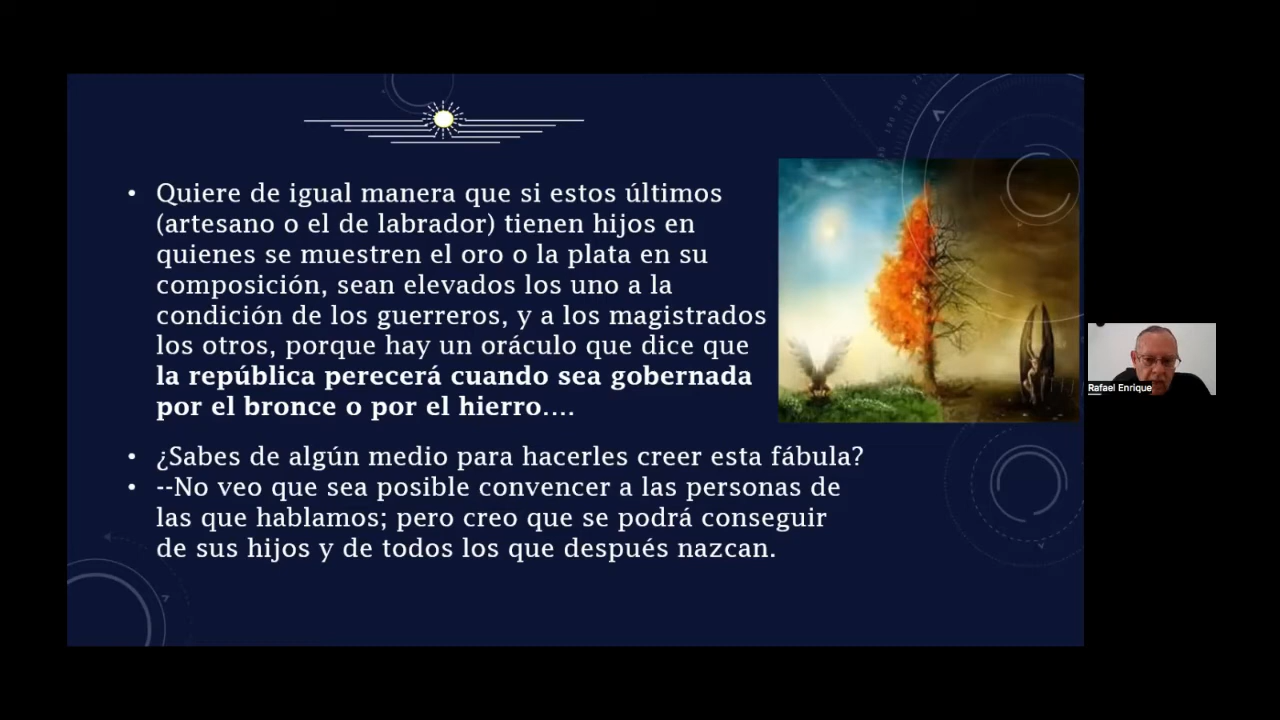 • Quiere de igual manera que si estos últimos
(artesano o el de labrador) tienen hijos en
quienes se muestren el oro o la plata en su
composición, sean elevados los uno a la
condición de los guerreros, y a los magistrados
los otros, porque hay un oráculo que dice que
la república perecerá cuando sea gobernada
por el bronce o por el hierro....
• ¿Sabes de algún medio para hacerles creer esta fábula?
• --No veo que sea posible convencer a las personas de
las que hablamos; pero creo que se podrá conseguir
de sus hijos y de todos los que después nazcan.
Rafael Enrique